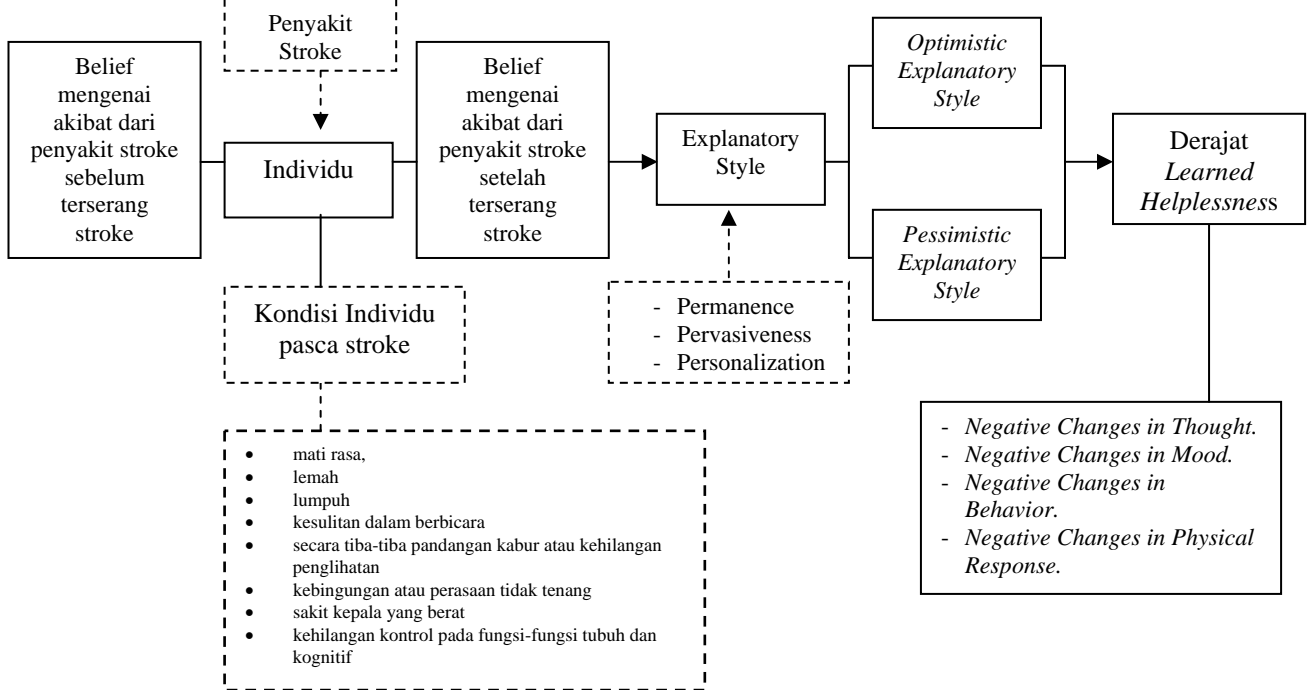 Penyakit
Stroke
Belief
mengenai
akibat dari
penyakit stroke
sebelum
terserang
stroke
Individu
Belief
mengenai
akibat dari
penyakit stroke
setelah
terserang
stroke
Explanatory
Style
Optimistic
Explanatory
Style
Pessimistic
Explanatory
Style
Derajat
Learned
Helplessness
Kondisi Individu
pasca stroke
- Permanence
- Pervasiveness
- Personalization
• mati rasa,
• lemah
• lumpuh
• kesulitan dalam berbicara
• secara tiba-tiba pandangan kabur atau kehilangan
penglihatan
• kebingungan atau perasaan tidak tenang
• sakit kepala yang berat
• kehilangan kontrol pada fungsi-fungsi tubuh dan
kognitif
- Negative Changes in Thought.
- Negative Changes in Mood.
- Negative Changes in
Behavior.
- Negative Changes in Physical
Response.